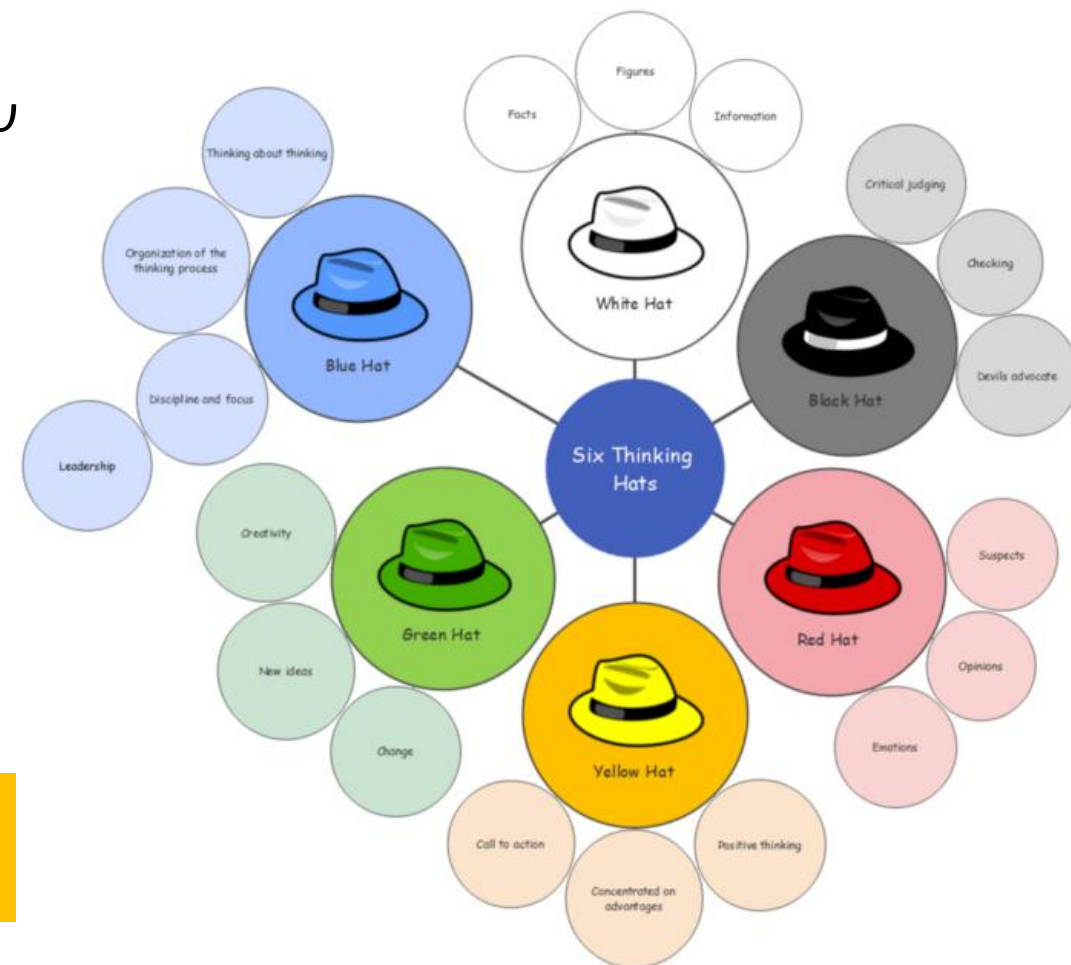 Figures
Facts
Information
Thinking about thinking
Critical judging
Organization of the
thinking process
Checking
White Hat
Blue Hat
Devils advocate
Black Hat
Discipline and focus
Leadership
Six Thinking
Hats
Creativity
Suspects
Green Hat
Red Hat
New ideas
Opinions
Change
Emotions
Yellow Hat
Call to action
Positive thinking
Concentrated on
advantages